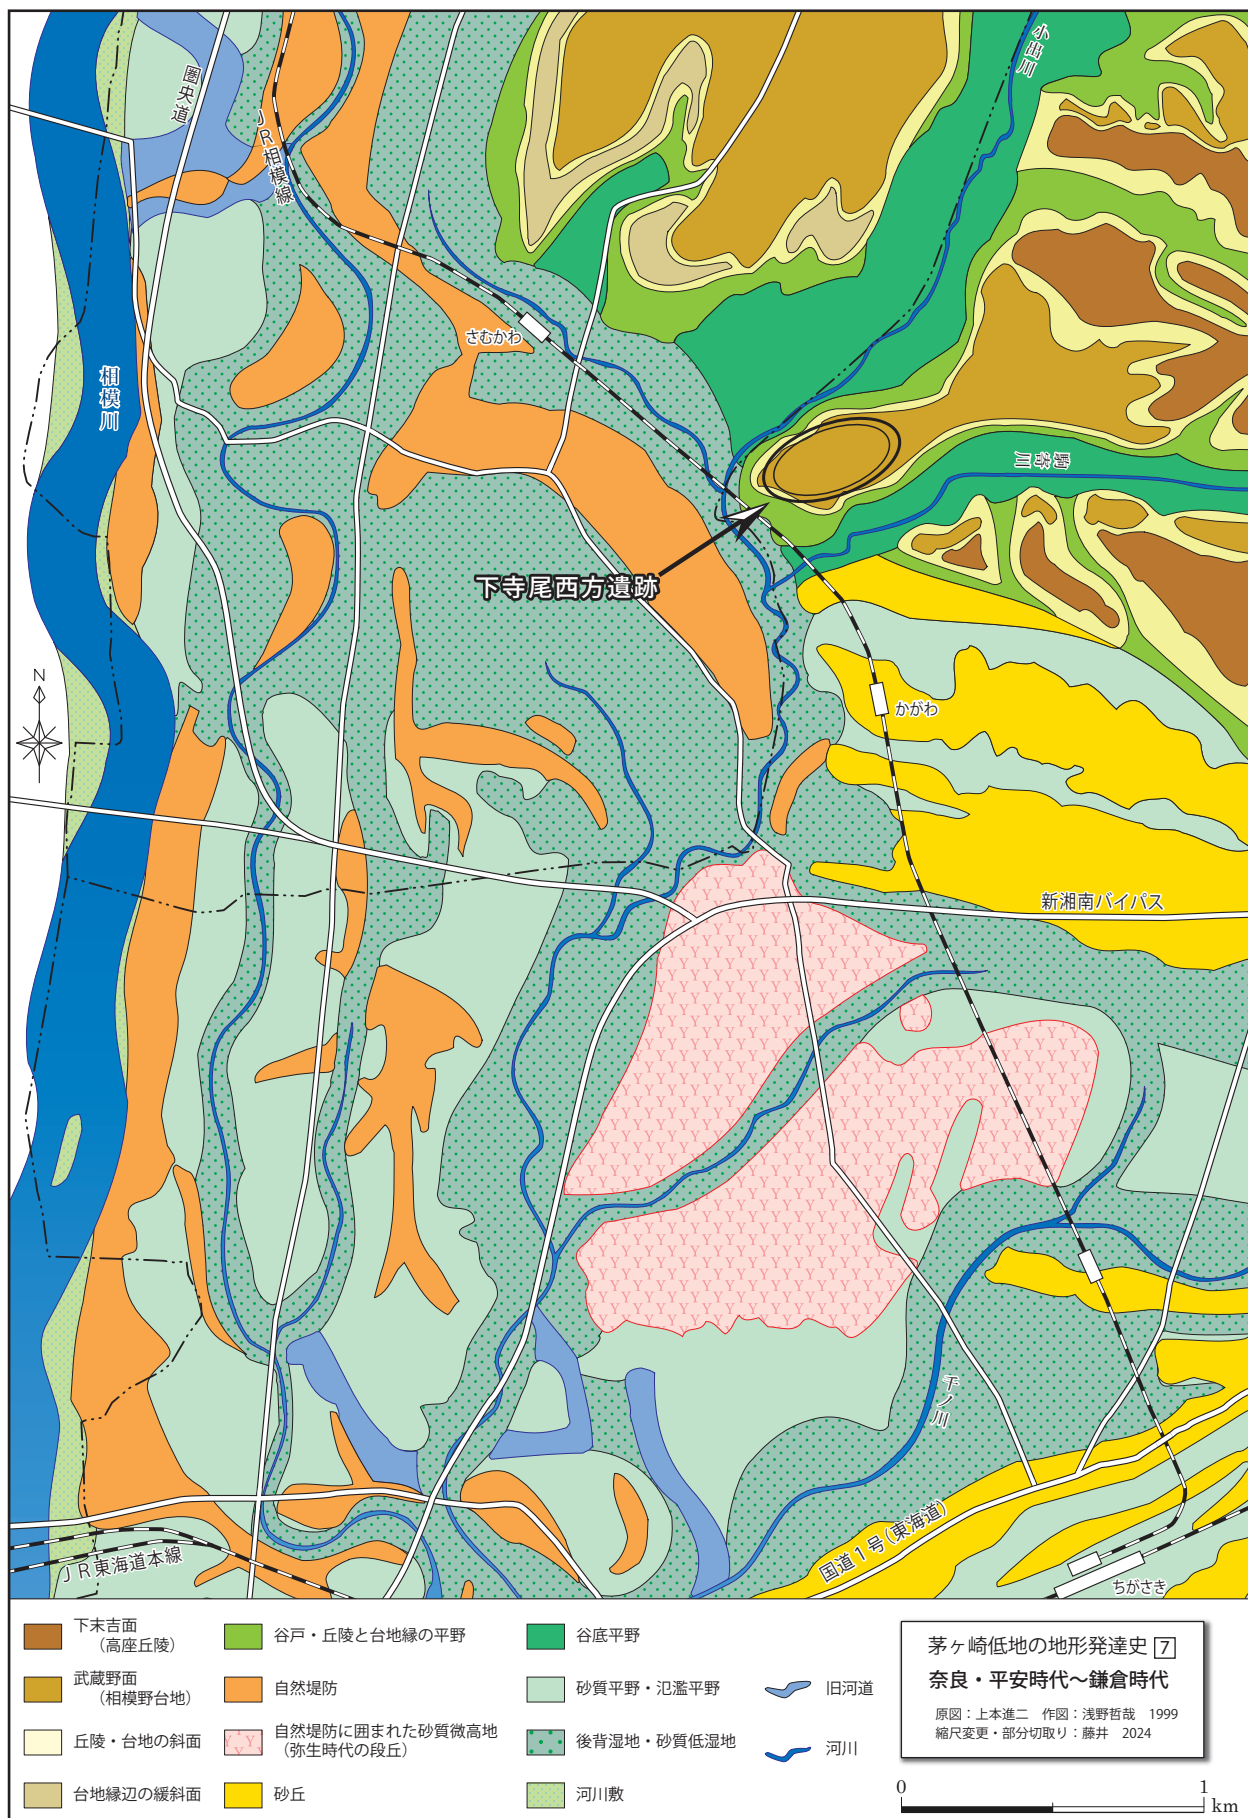 小出川
圏央道
JR相模線
さむかわ
相模川
駒寄川
下寺尾西方遺跡
N
かがわ
新湘南バイパス
千ノ川
国道1号(東海道)
JR東海道本線
ちがさき
下末吉面
(高座丘陵)
武蔵野面
(相模野台地)
丘陵・台地の斜面
台地縁辺の緩斜面
谷戸・丘陵と台地縁の平野
自然堤防
自然堤防に囲まれた砂質微高地
(弥生時代の段丘)
砂丘
谷底平野
砂質平野・氾濫平野
後背湿地・砂質低湿地
河川敷
旧河道
河川
茅ヶ崎低地の地形発達史 7
奈良・平安時代〜鎌倉時代
原図:上本進二 作図:浅野哲哉 1999
縮尺変更・部分切取り:藤井 2024
0 1
km